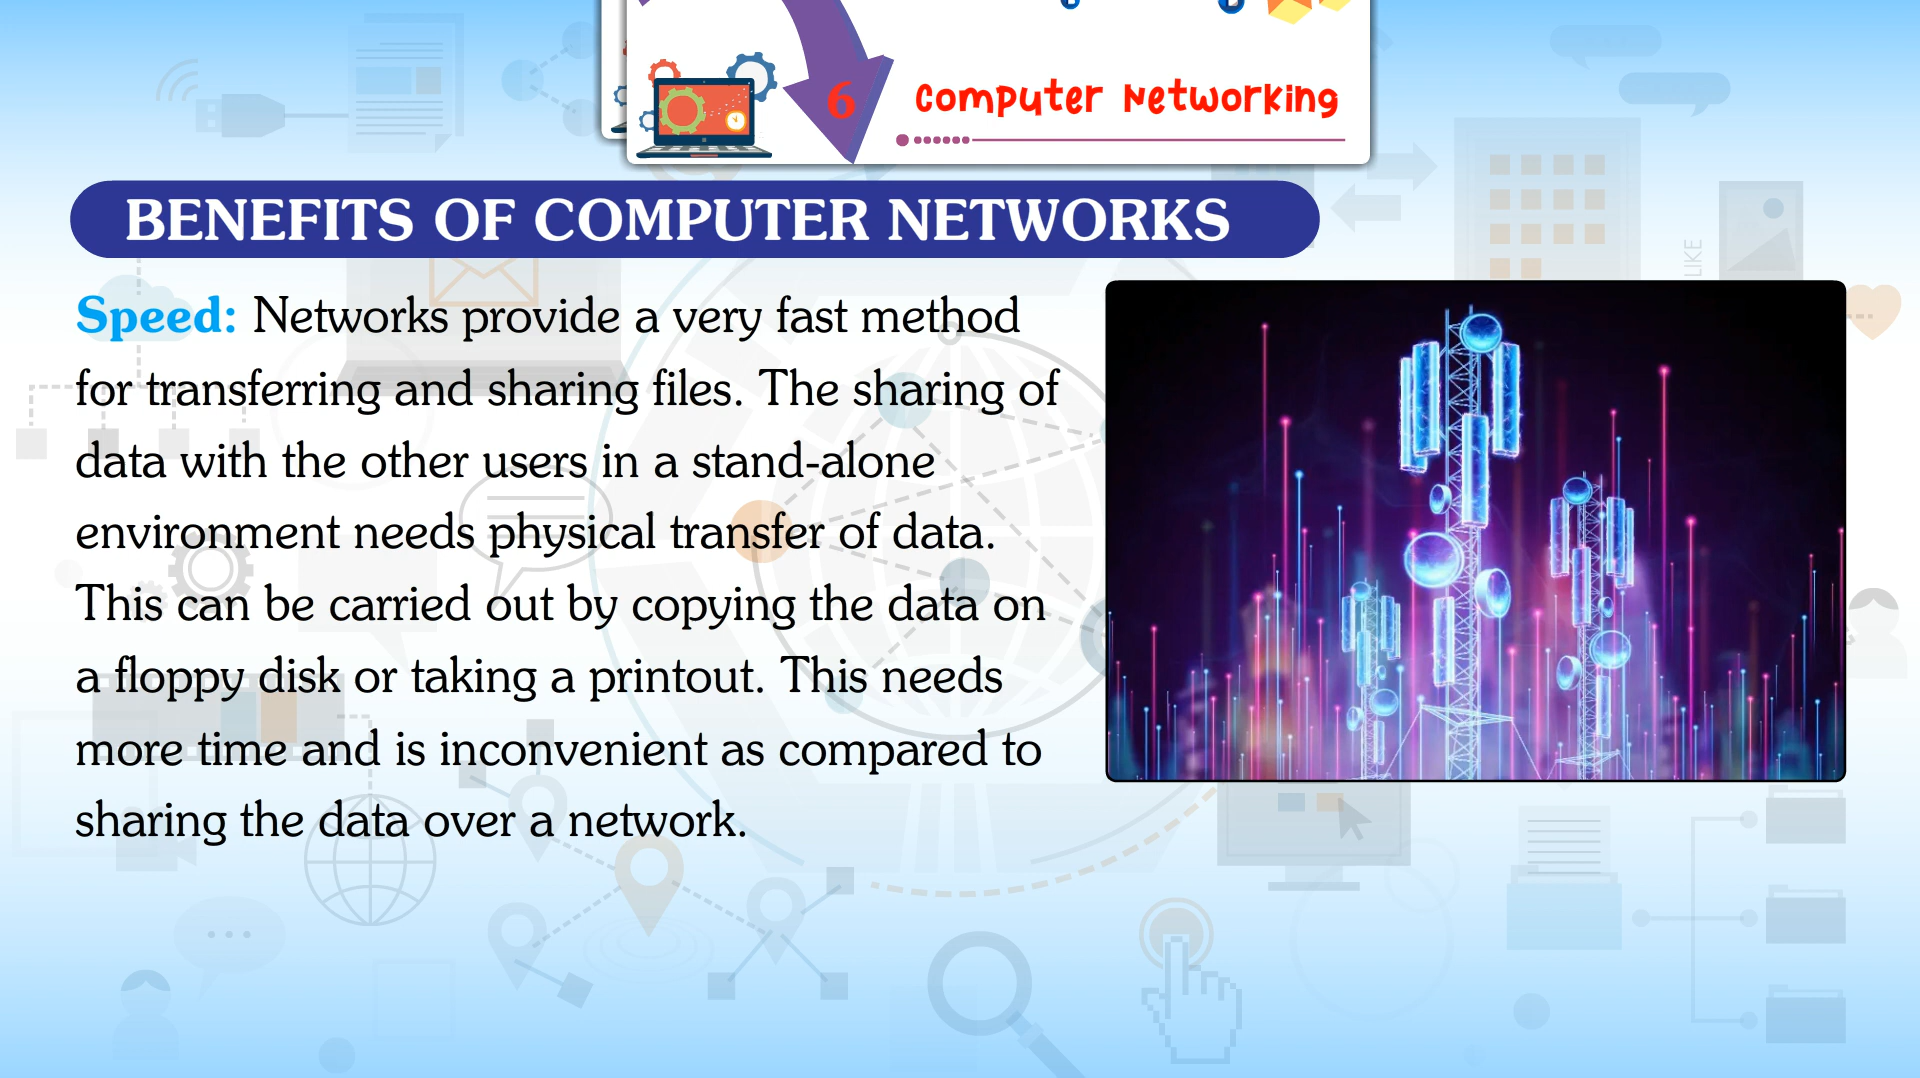 6
Computer Networking
BENEFITS OF COMPUTER NETWORKS
Speed: Networks provide a very fast method
for transferring and sharing files. The sharing of
data with the other users in a stand-alone
environment needs physical transfer of data.
This can be carried out by copying the data on
a floppy disk or taking a printout. This needs
more time and is inconvenient as compared to
sharing the data over a network.
LIKE